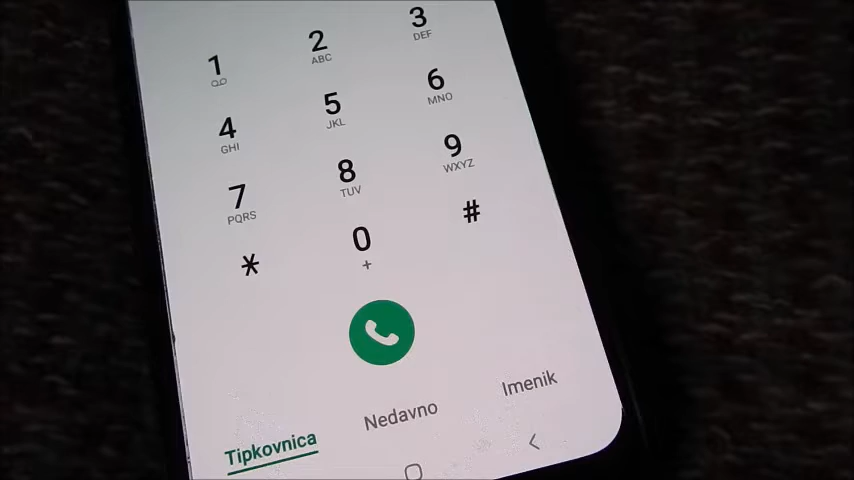 1 2 3
ABC DEF
4 5 6
GHI JKL MNO
7 8 9
PQRS TUV WXYZ
* 0 #
+
Tipkovnica Nedavno Imenik